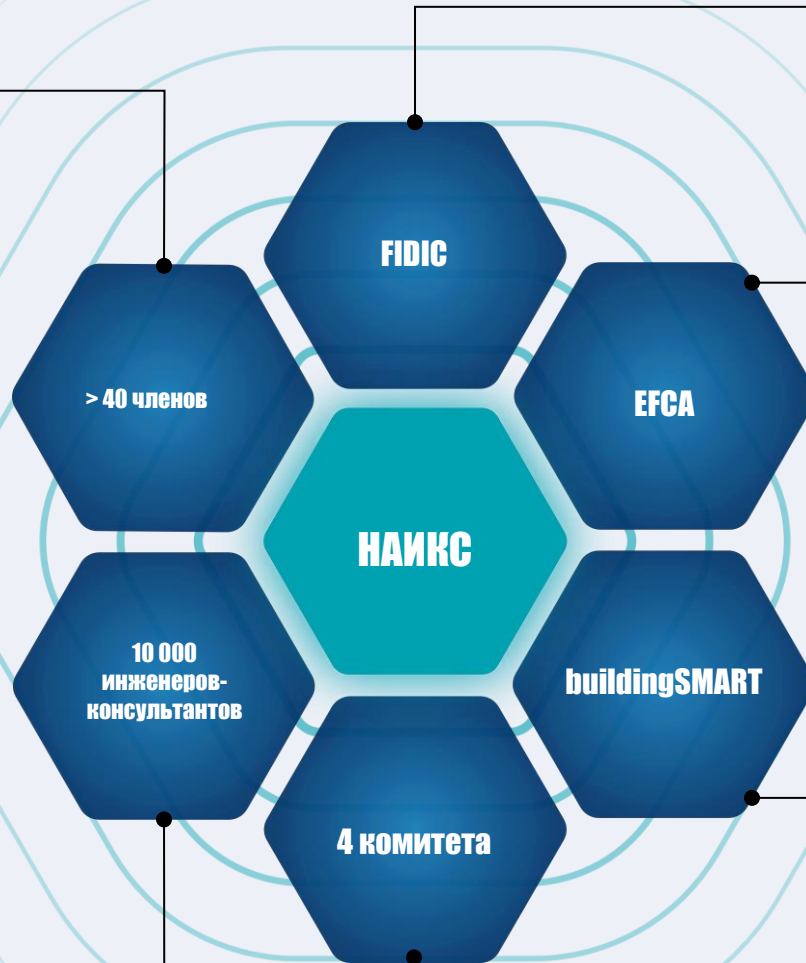 FIDIC
> 40 членов
EFCA
НАИКС
10 000
инженеров-
консультантов
buildingSMART
4 комитета